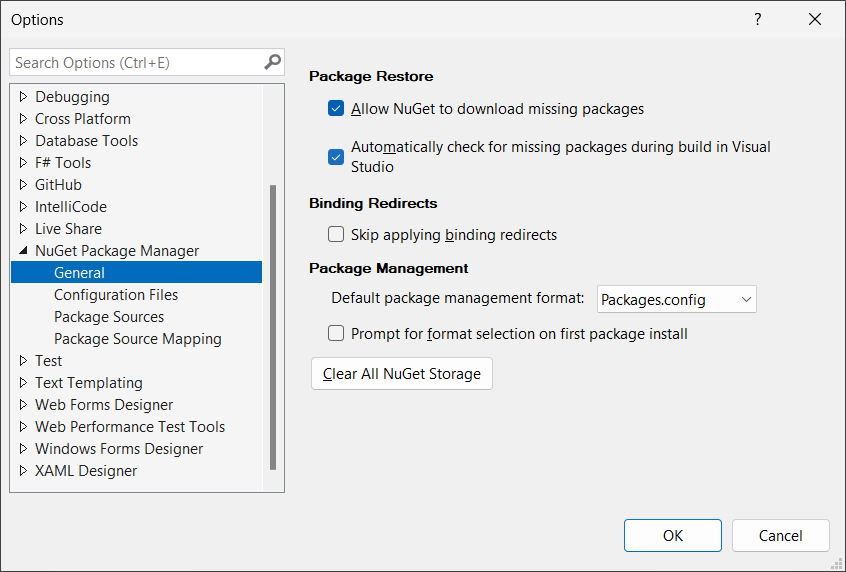 Options
?
Search Options (Ctrl+E)
Debugging
Cross Platform
Database Tools
F# Tools
GitHub
IntelliCode
Live Share
NuGet Package Manager
General
Configuration Files
Package Sources
Package Source Mapping
Test
Text Templating
Web Forms Designer
Web Performance Test Tools
Windows Forms Designer
XAML Designer
Package Restore
Allow NuGet to download missing packages
Automatically check for missing packages during build in Visual
Studio
Binding Redirects
Skip applying binding redirects
Package Management
Default package management format: Packages.config
Prompt for format selection on first package install
Clear All NuGet Storage
OK Cancel